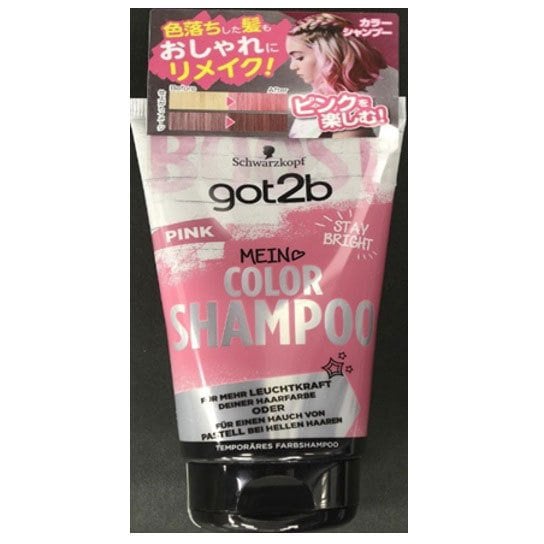 色落ちした髪も
おしゃれに
リメイク!
カラー
シャンプー
Before
After
ピンクを
楽しむ!
Schwarzkopf
got2b
PINK
STAY
BRIGHT
MEIN
COLOR
SHAMPOO
FÜR MEHR LEUCHTKRAFT
DEINER HAARFARBE
ODER
FÜR EINEN HAUCH VON
PASTELL BEI HELLEN HAAREN
TEMPORÄRES FARBSHAMPOO